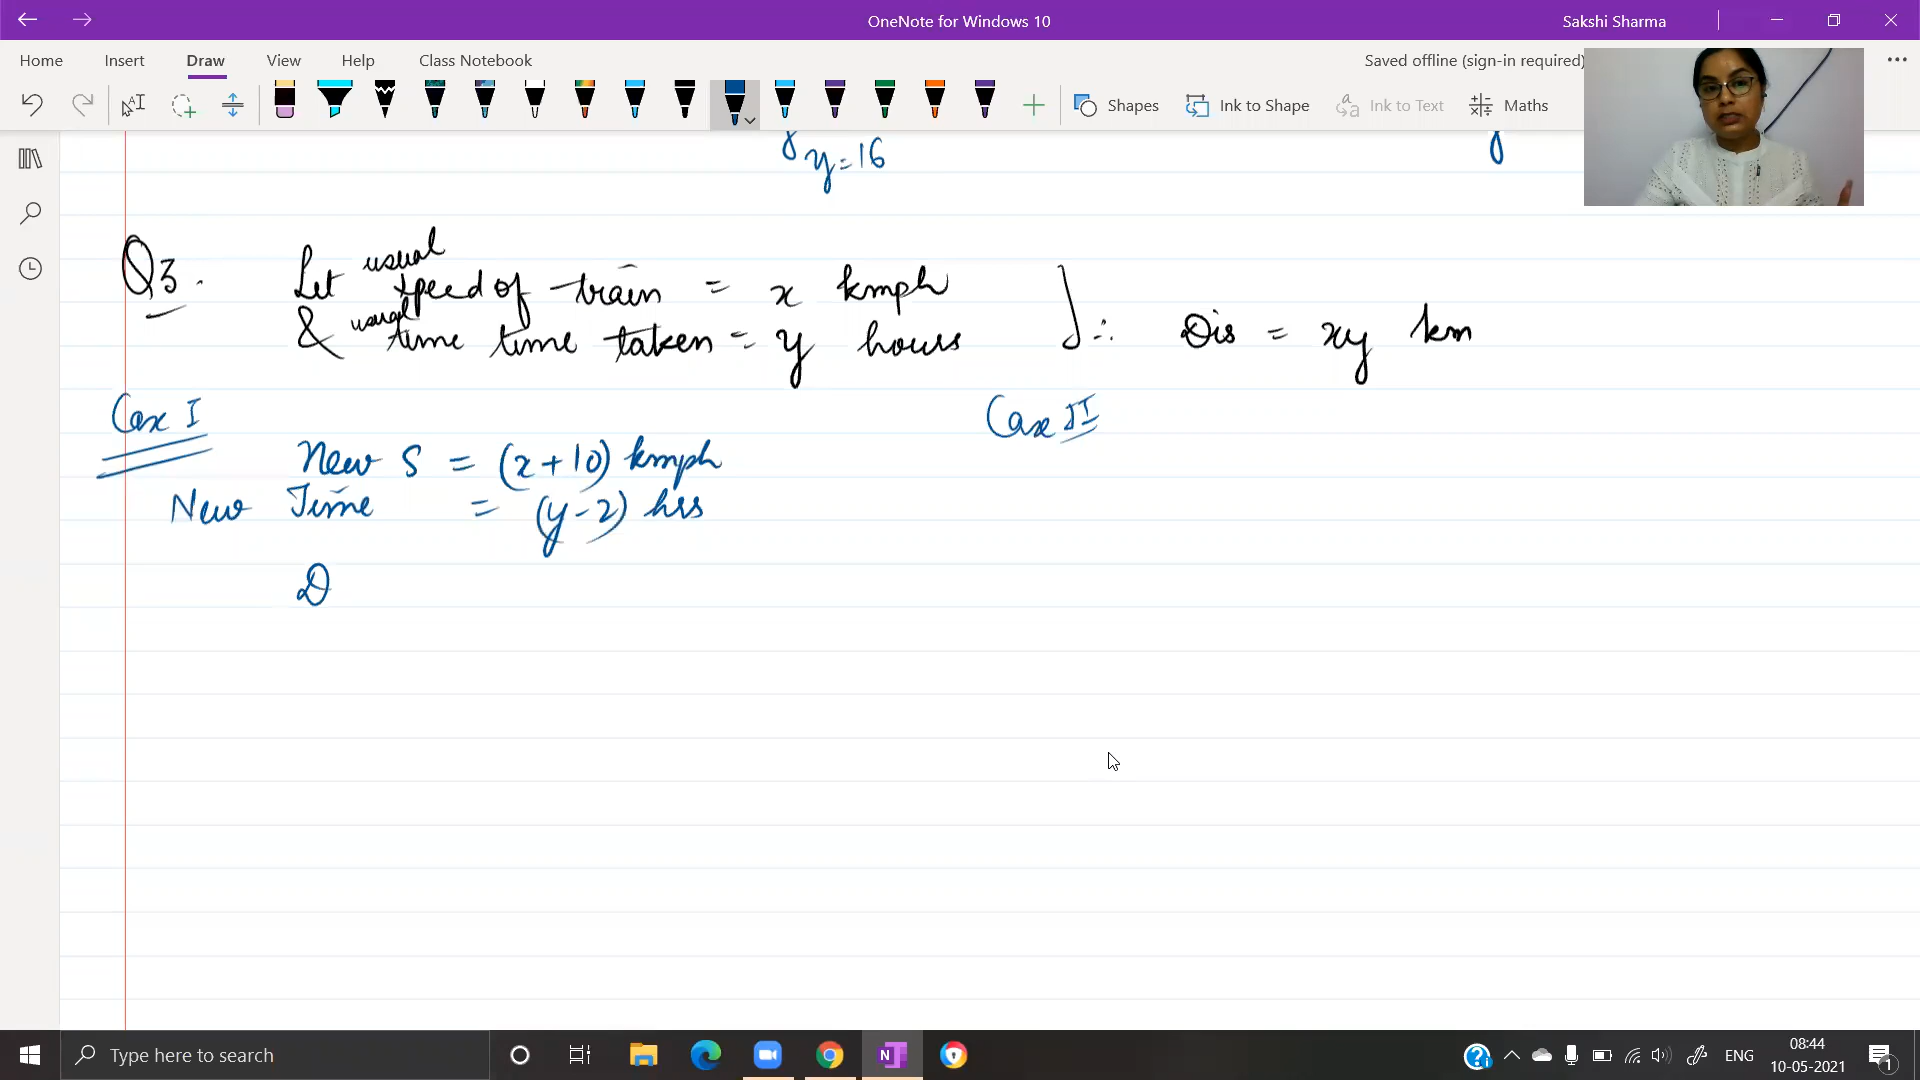 OneNote for Windows 10
Sakshi Sharma
Home Insert Draw View Help Class Notebook
Saved offline (sign-in required)
Shapes Ink to Shape Ink to Text Maths
y=16
Q3. Let usual speed of train = x kmph
& usual time time taken = y hours
∴ Dis = xy km
Case I
New S = (x+10) kmph
New Time = (y-2) hrs
D
Case II
Type here to search
ENG
08:44
10-05-2021
1